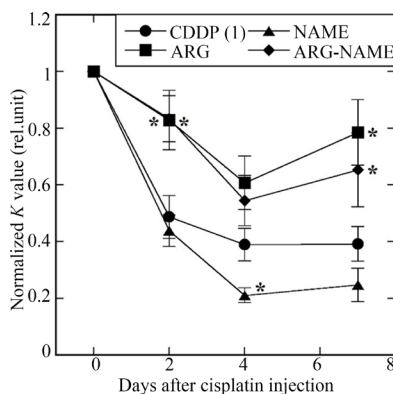 CDDP (1) NAME
ARG ARG-NAME
1.2
1
0.8
0.6
0.4
0.2
0
Normalized K value (rel.unit)
* *
*
*
*
0 2 4 6 8
Days after cisplatin injection